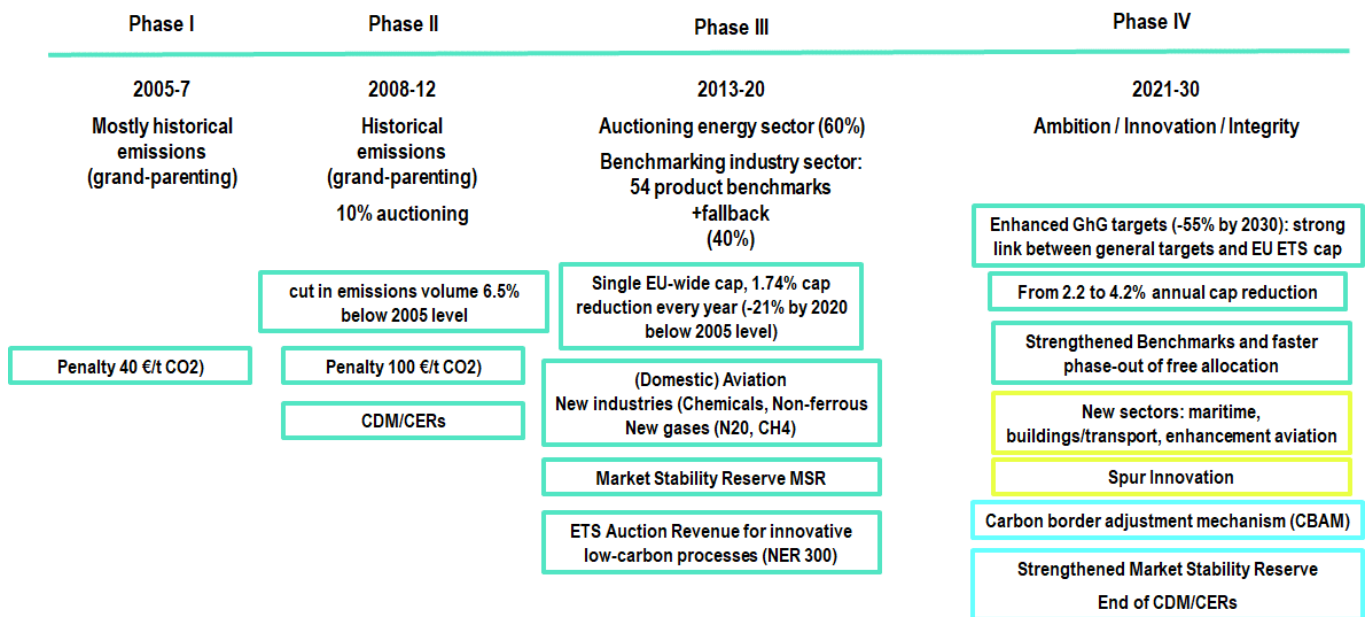 Phase I
Phase II
Phase III
Phase IV
2005-7
2008-12
2013-20
2021-30
Mostly historical
emissions
(grand-parenting)
Historical
emissions
(grand-parenting)
10% auctioning
Auctioning energy sector (60%)
Benchmarking industry sector:
54 product benchmarks
+fallback
(40%)
Ambition / Innovation / Integrity
cut in emissions volume 6.5%
below 2005 level
Single EU-wide cap, 1.74% cap
reduction every year (-21% by 2020
below 2005 level)
Enhanced GhG targets (-55% by 2030): strong
link between general targets and EU ETS cap
From 2.2 to 4.2% annual cap reduction
Penalty 40 €/t CO2)
Penalty 100 €/t CO2)
CDM/CERs
(Domestic) Aviation
New industries (Chemicals, Non-ferrous
New gases (N20, CH4)
Market Stability Reserve MSR
ETS Auction Revenue for innovative
low-carbon processes (NER 300)
Strengthened Benchmarks and faster
phase-out of free allocation
New sectors: maritime,
buildings/transport, enhancement aviation
Spur Innovation
Carbon border adjustment mechanism (CBAM)
Strengthened Market Stability Reserve
End of CDM/CERs